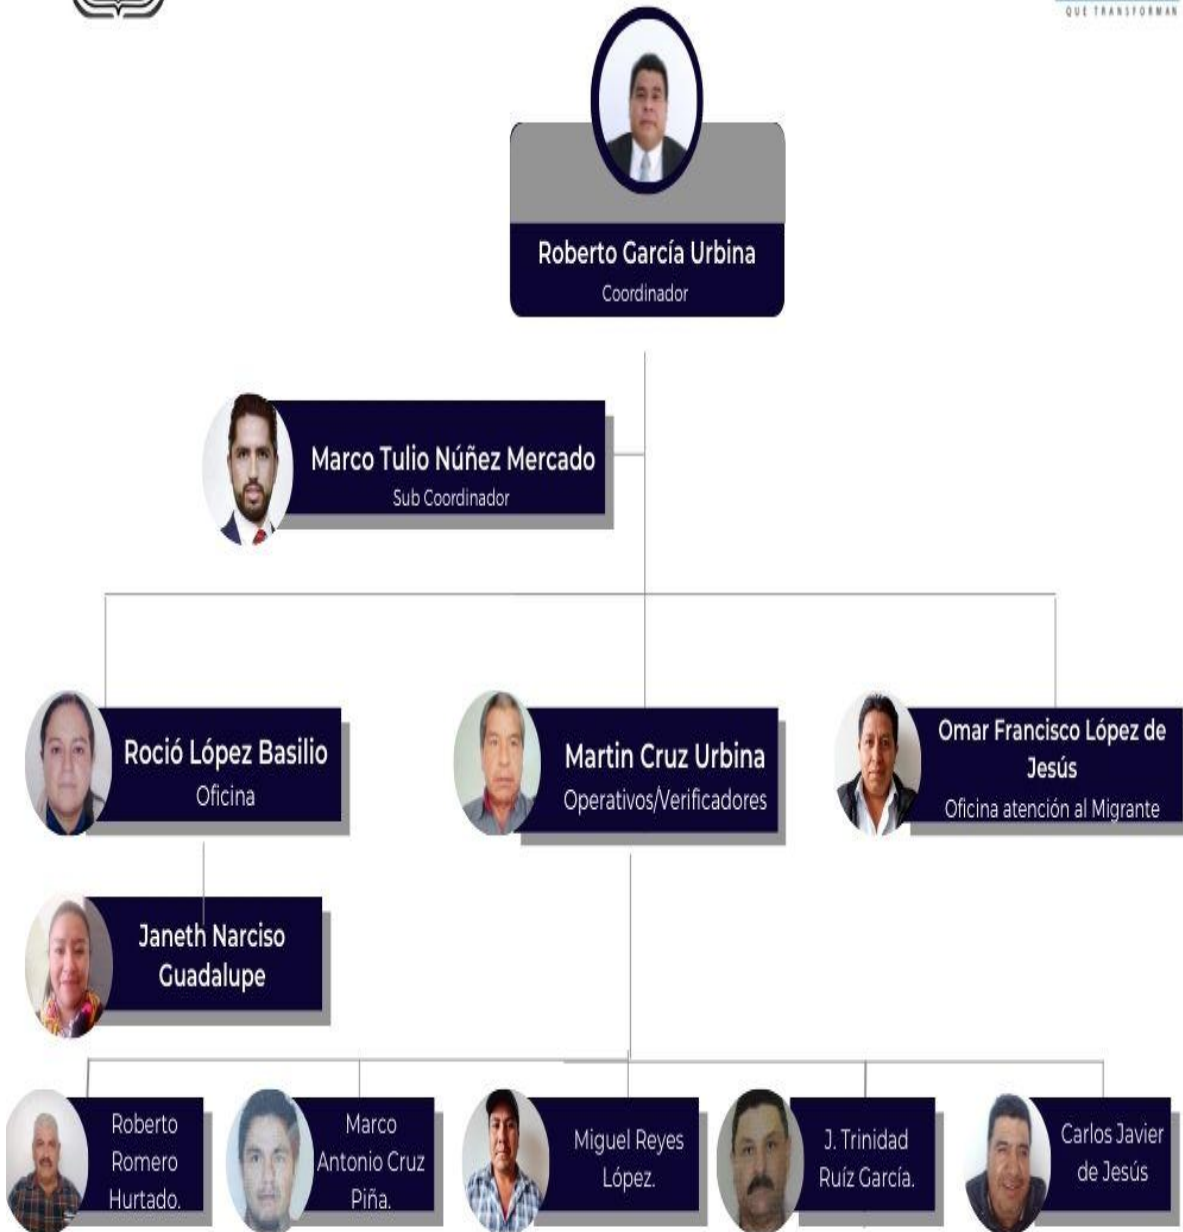 QUE TRANSFORMAN
Roberto García Urbina
Coordinador
Marco Tulio Núñez Mercado
Sub Coordinador
Roció López Basilio
Oficina
Martin Cruz Urbina
Operativos/Verificadores
Omar Francisco López de
Jesús
Oficina atención al Migrante
Janeth Narciso
Guadalupe
Roberto
Romero
Hurtado.
Marco
Antonio Cruz
Piña.
Miguel Reyes
López.
J. Trinidad
Ruíz García.
Carlos Javier
de Jesús